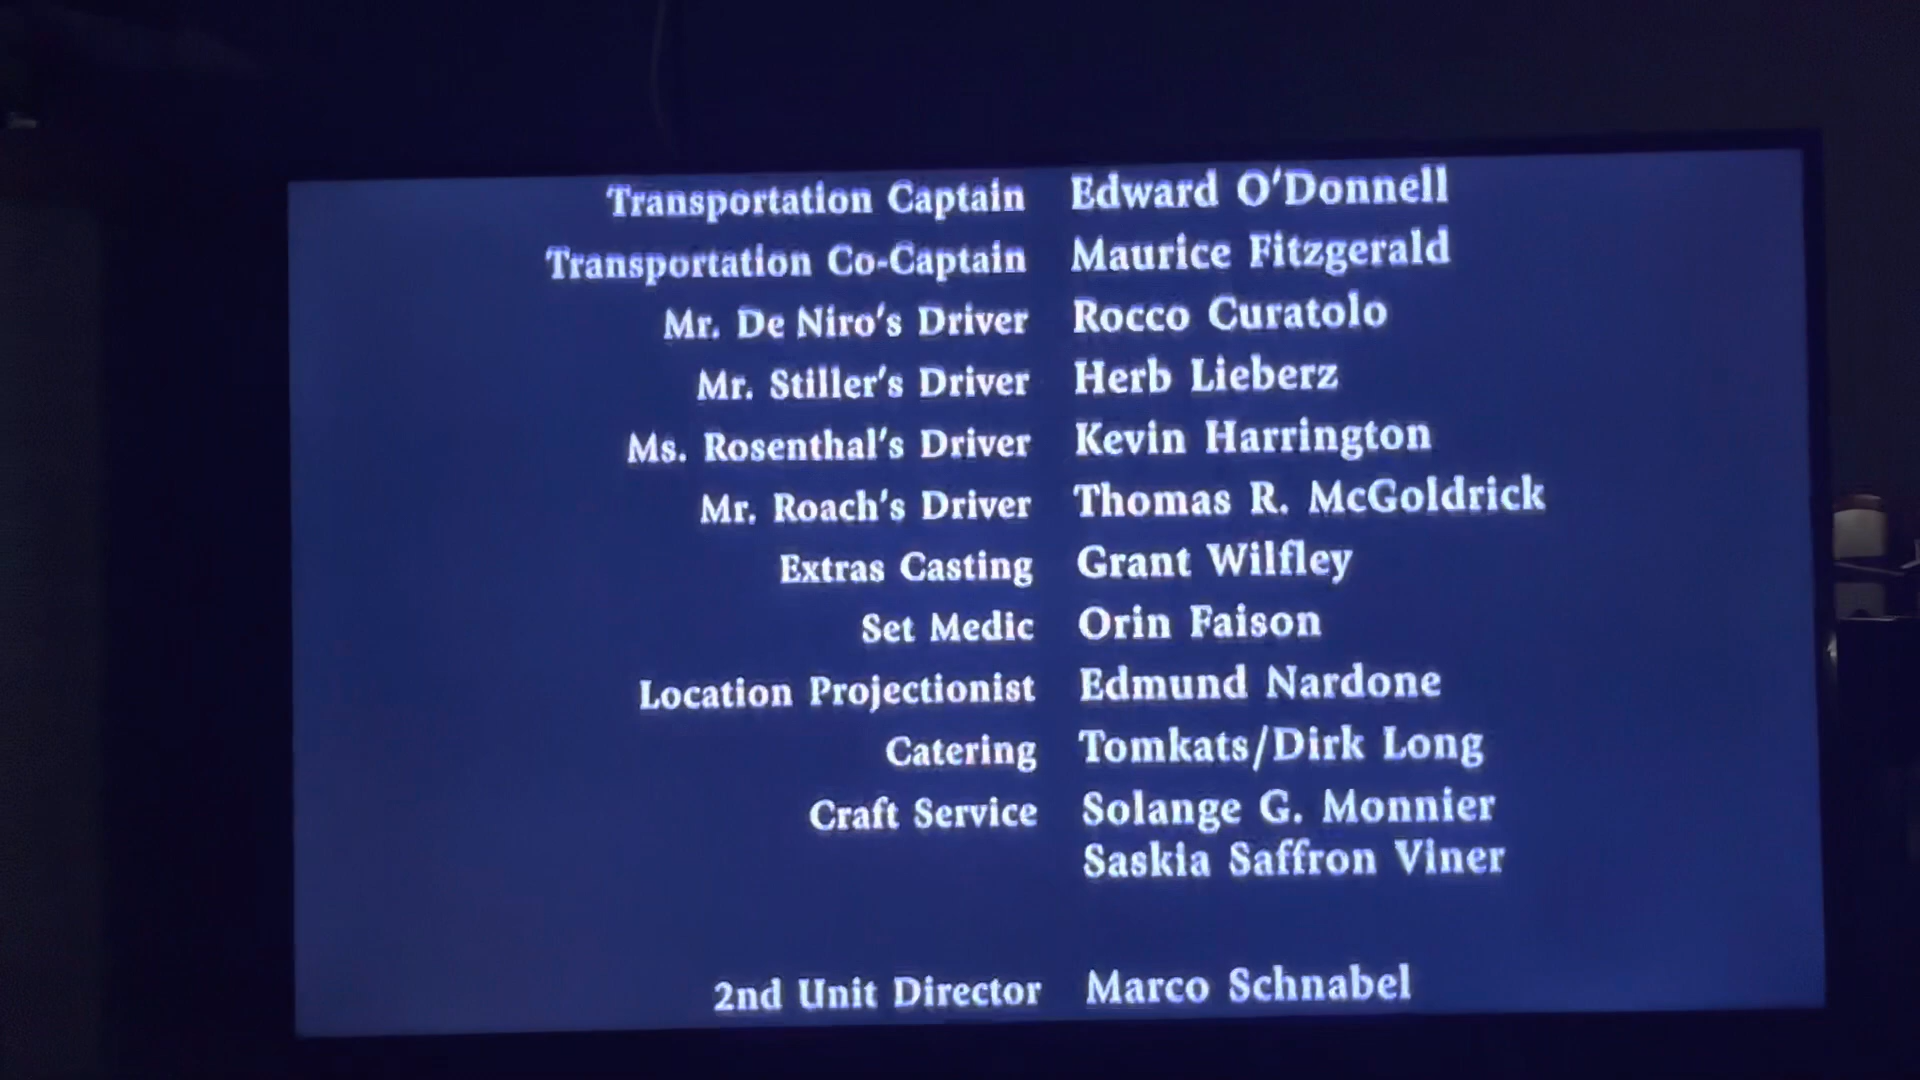 Transportation Captain Edward O'Donnell
Transportation Co-Captain Maurice Fitzgerald
Mr. De Niro's Driver Rocco Curatolo
Mr. Stiller's Driver Herb Lieberz
Ms. Rosenthal's Driver Kevin Harrington
Mr. Roach's Driver Thomas R. McGoldrick
Extras Casting Grant Wilfley
Set Medic Orin Faison
Location Projectionist Edmund Nardone
Catering Tomkats/Dirk Long
Craft Service Solange G. Monnier
Saskia Saffron Viner
2nd Unit Director Marco Schnabel